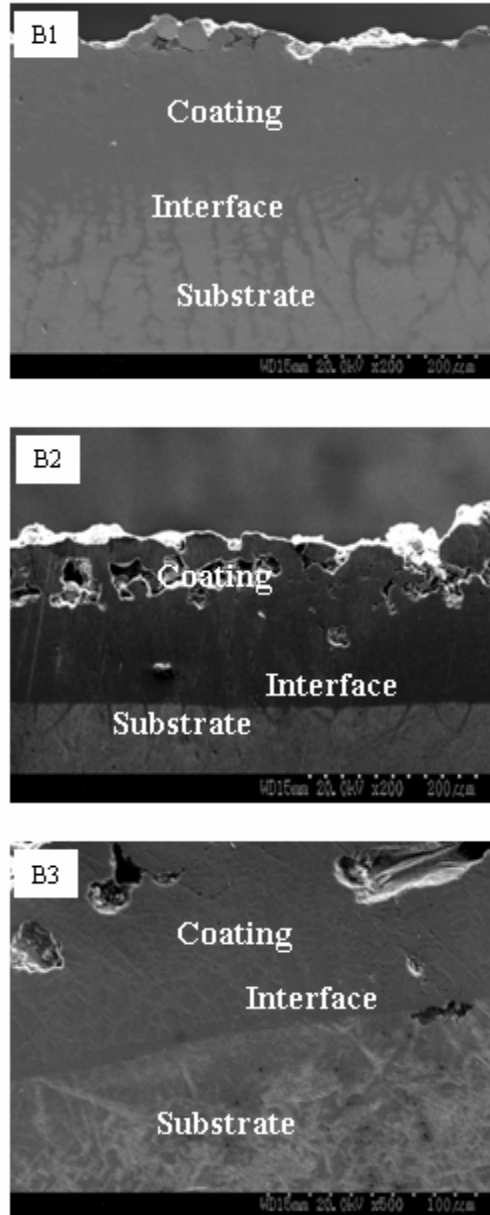 B1
Coating
Interface
Substrate
WD15mm 20.0kV x200 200µm
B2
Coating
Interface
Substrate
WD15mm 20.0kV x200 200µm
B3
Coating
Interface
Substrate
WD15mm 20.0kV x500 100µm